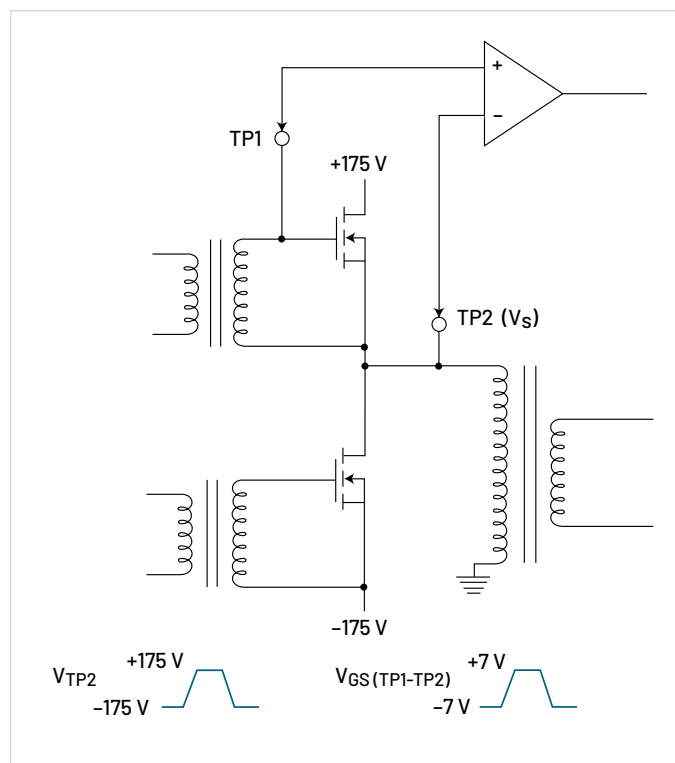 +
−
TP1
+175 V
TP2 (VS)
−175 V
VTP2
+175 V
−175 V
VGS (TP1-TP2)
+7 V
−7 V